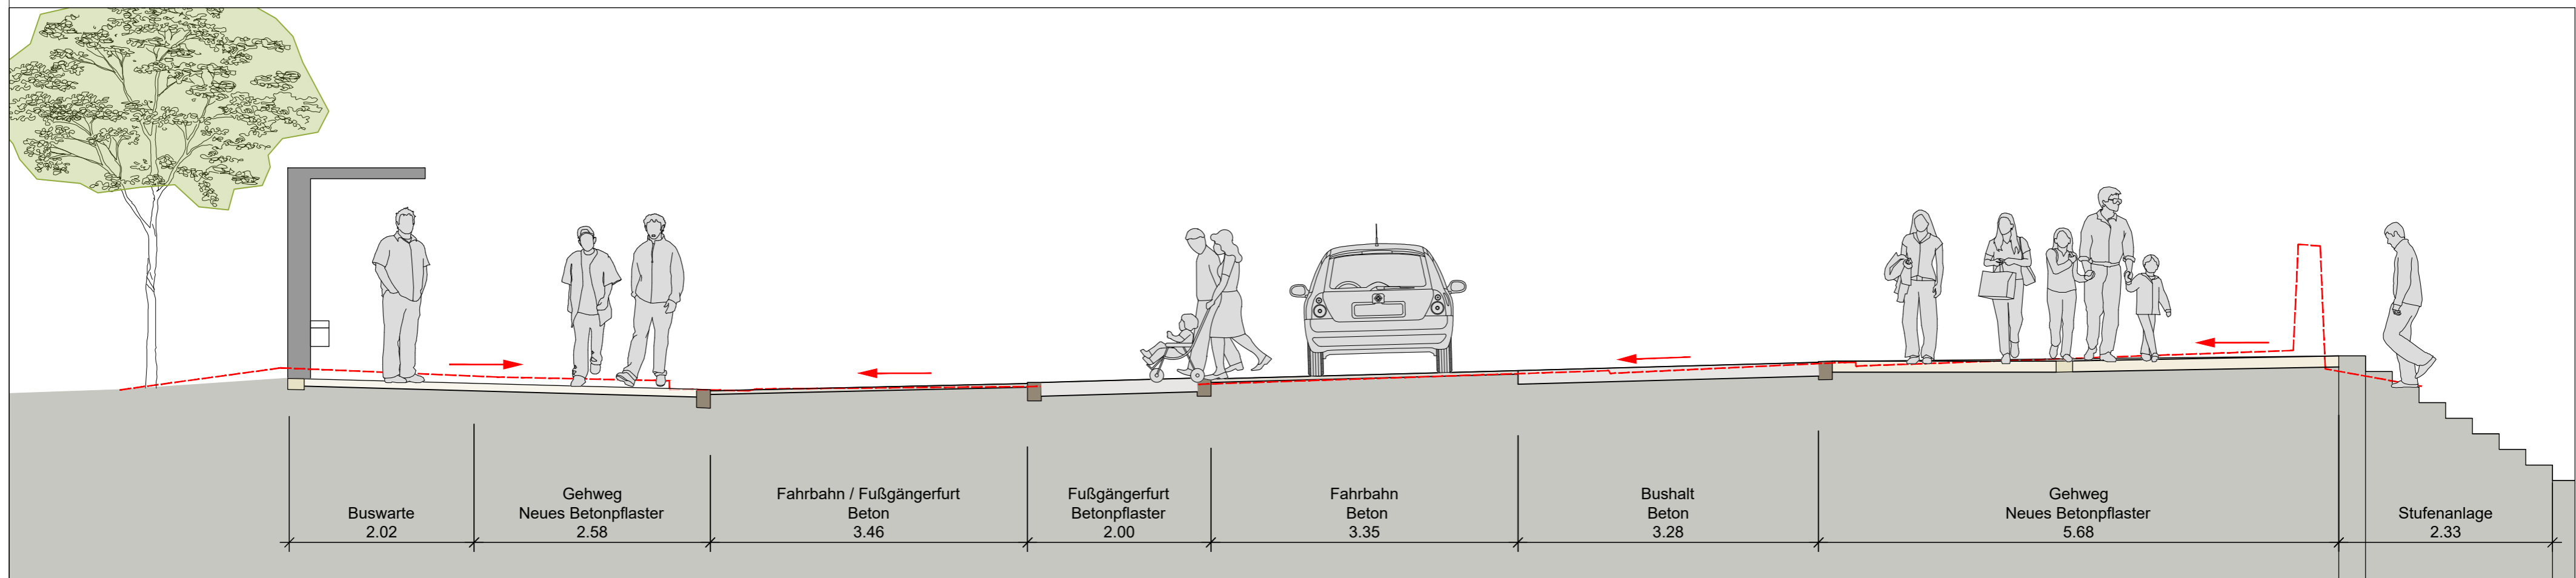 Buswarte
2.02
Gehweg
Neues Betonpflaster
2.58
Fahrbahn / Fußgängerfurt
Beton
3.46
Fußgängerfurt
Betonpflaster
2.00
Fahrbahn
Beton
3.35
Bushalt
Beton
3.28
Gehweg
Neues Betonpflaster
5.68
Stufenanlage
2.33